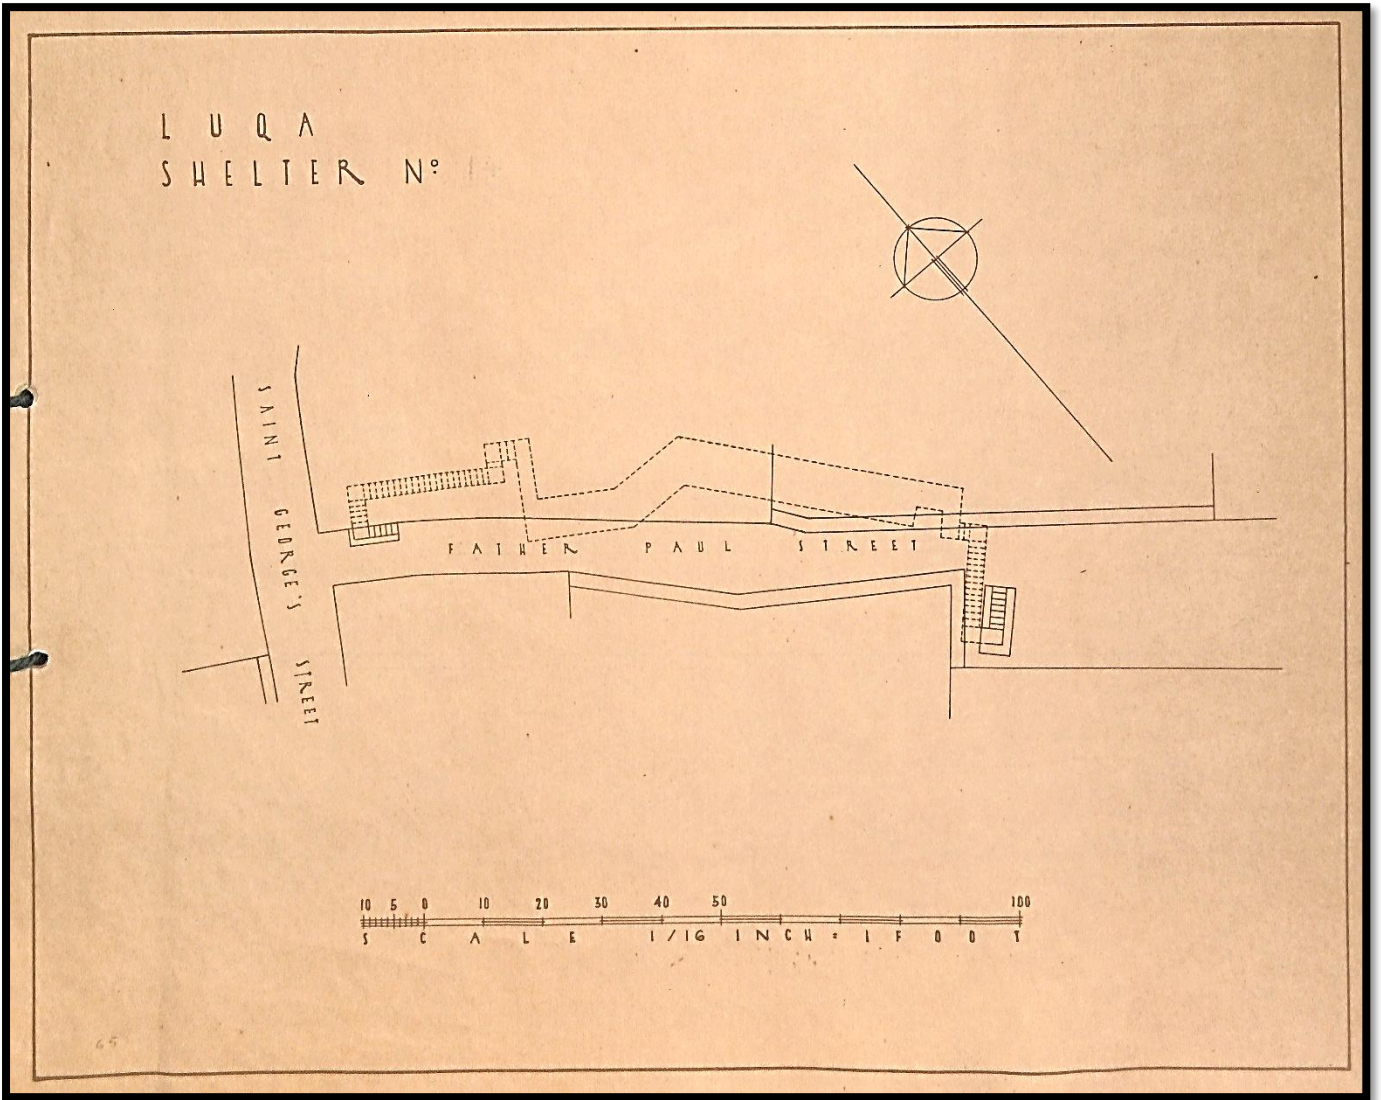 LUQA
SHELTER Nº
SAINT GEORGE'S STREET
FATHER PAUL STREET
10 5 0 10 20 30 40 50 100
SCALE 1/16 INCH = 1 FOOT
65